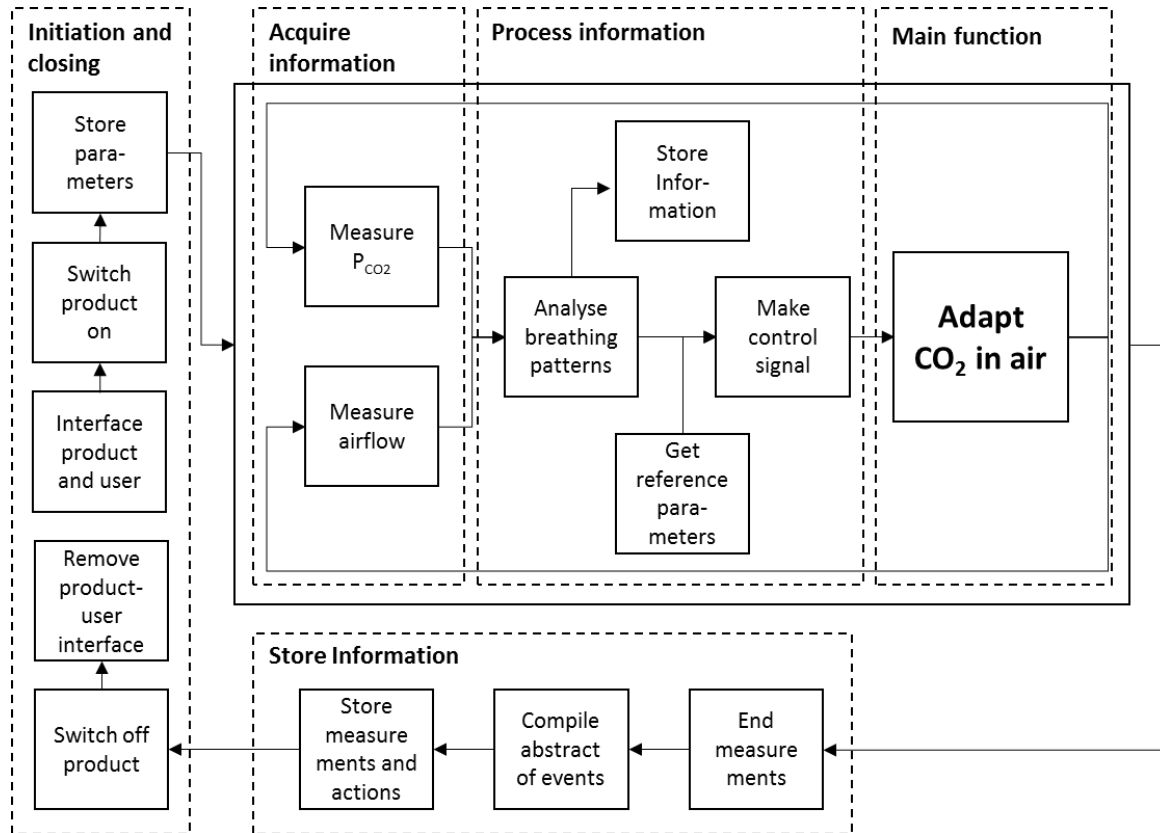 Initiation and
closing
Store
para-
meters
Switch
product
on
Interface
product
and user
Remove
product-
user
interface
Switch off
product
Acquire
information
Measure
PCO2
Measure
airflow
Process information
Store
Infor-
mation
Analyse
breathing
patterns
Make
control
signal
Get
reference
para-
meters
Main function
Adapt
CO2 in air
Store Information
Store
measure
ments and
actions
Compile
abstract
of events
End
measure
ments